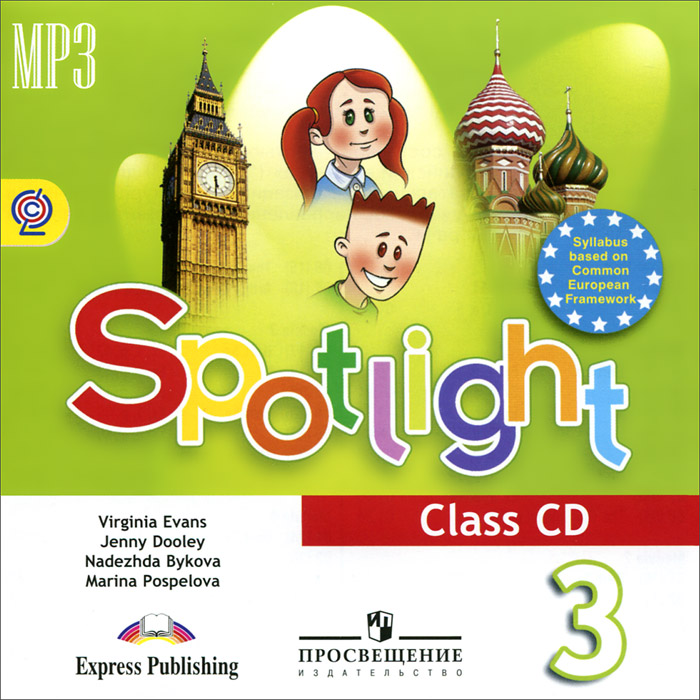 MP3
Syllabus
based on
Common
European
Framework
Spotlight
Virginia Evans
Jenny Dooley
Nadezhda Bykova
Marina Pospelova
Class CD
3
Express Publishing
ПРОСВЕЩЕНИЕ
ИЗДАТЕЛЬСТВО